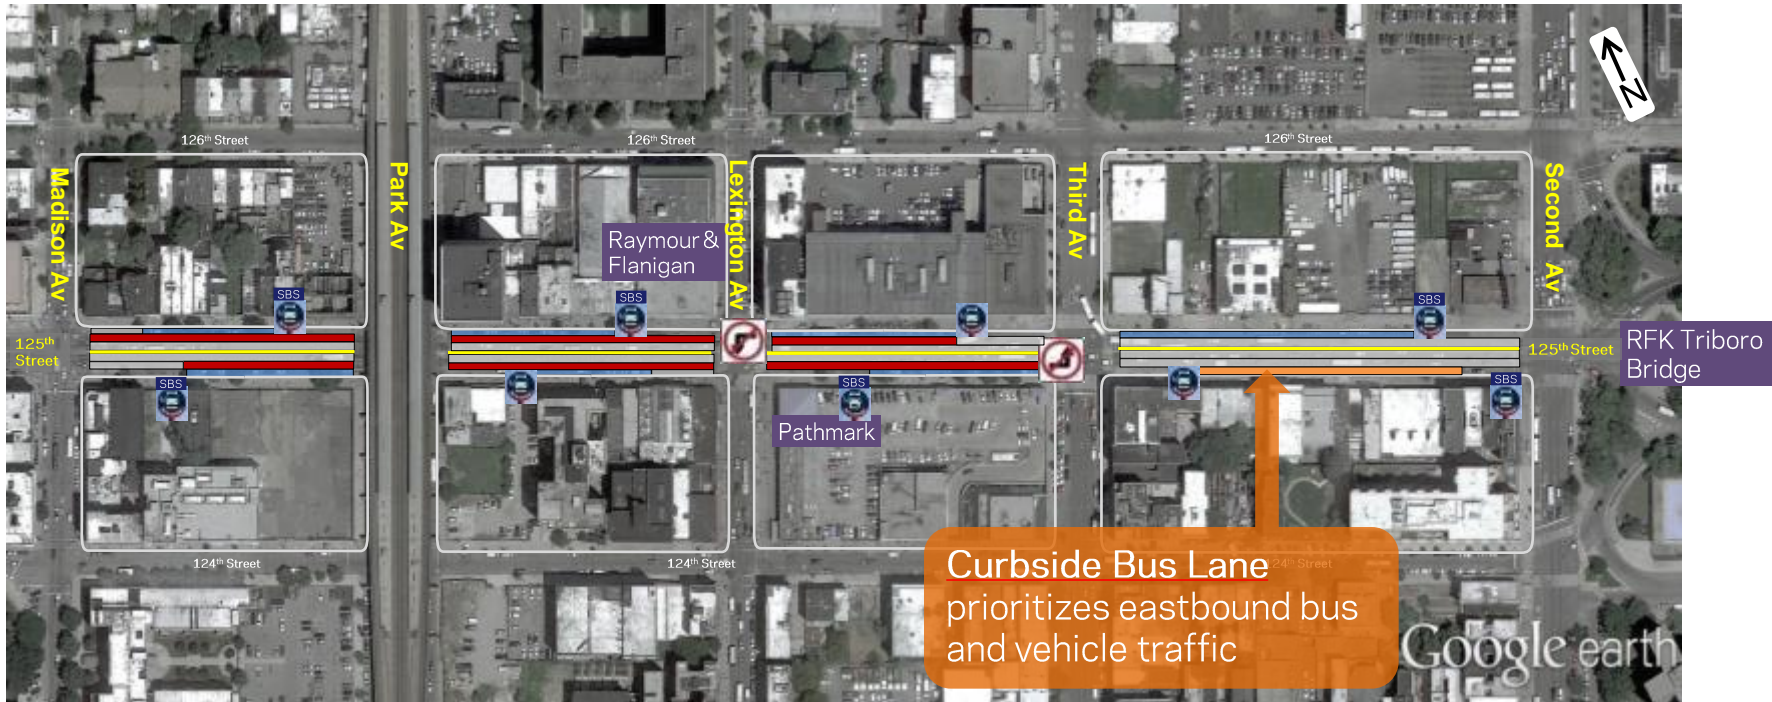 N
126th Street
126th Street
126th Street
Madison Av
Park Av
Lexington Av
Third Av
Second Av
Raymour &
Flanigan
SBS
SBS
SBS
125th
Street
125th Street
RFK Triboro
Bridge
SBS
SBS
SBS
Pathmark
124th Street
124th Street
124th Street
Curbside Bus Lane
prioritizes eastbound bus
and vehicle traffic
Google earth